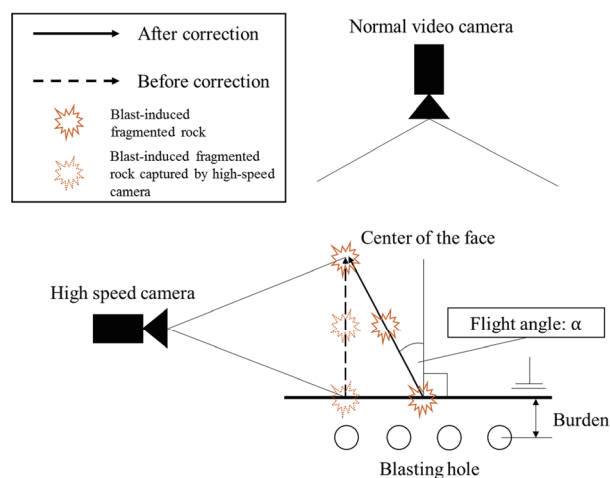 After correction
Before correction
Blast-induced
fragmented rock
Blast-induced fragmented
rock captured by high-speed
camera
Normal video camera
Center of the face
High speed camera
Flight angle: α
Burden
Blasting hole